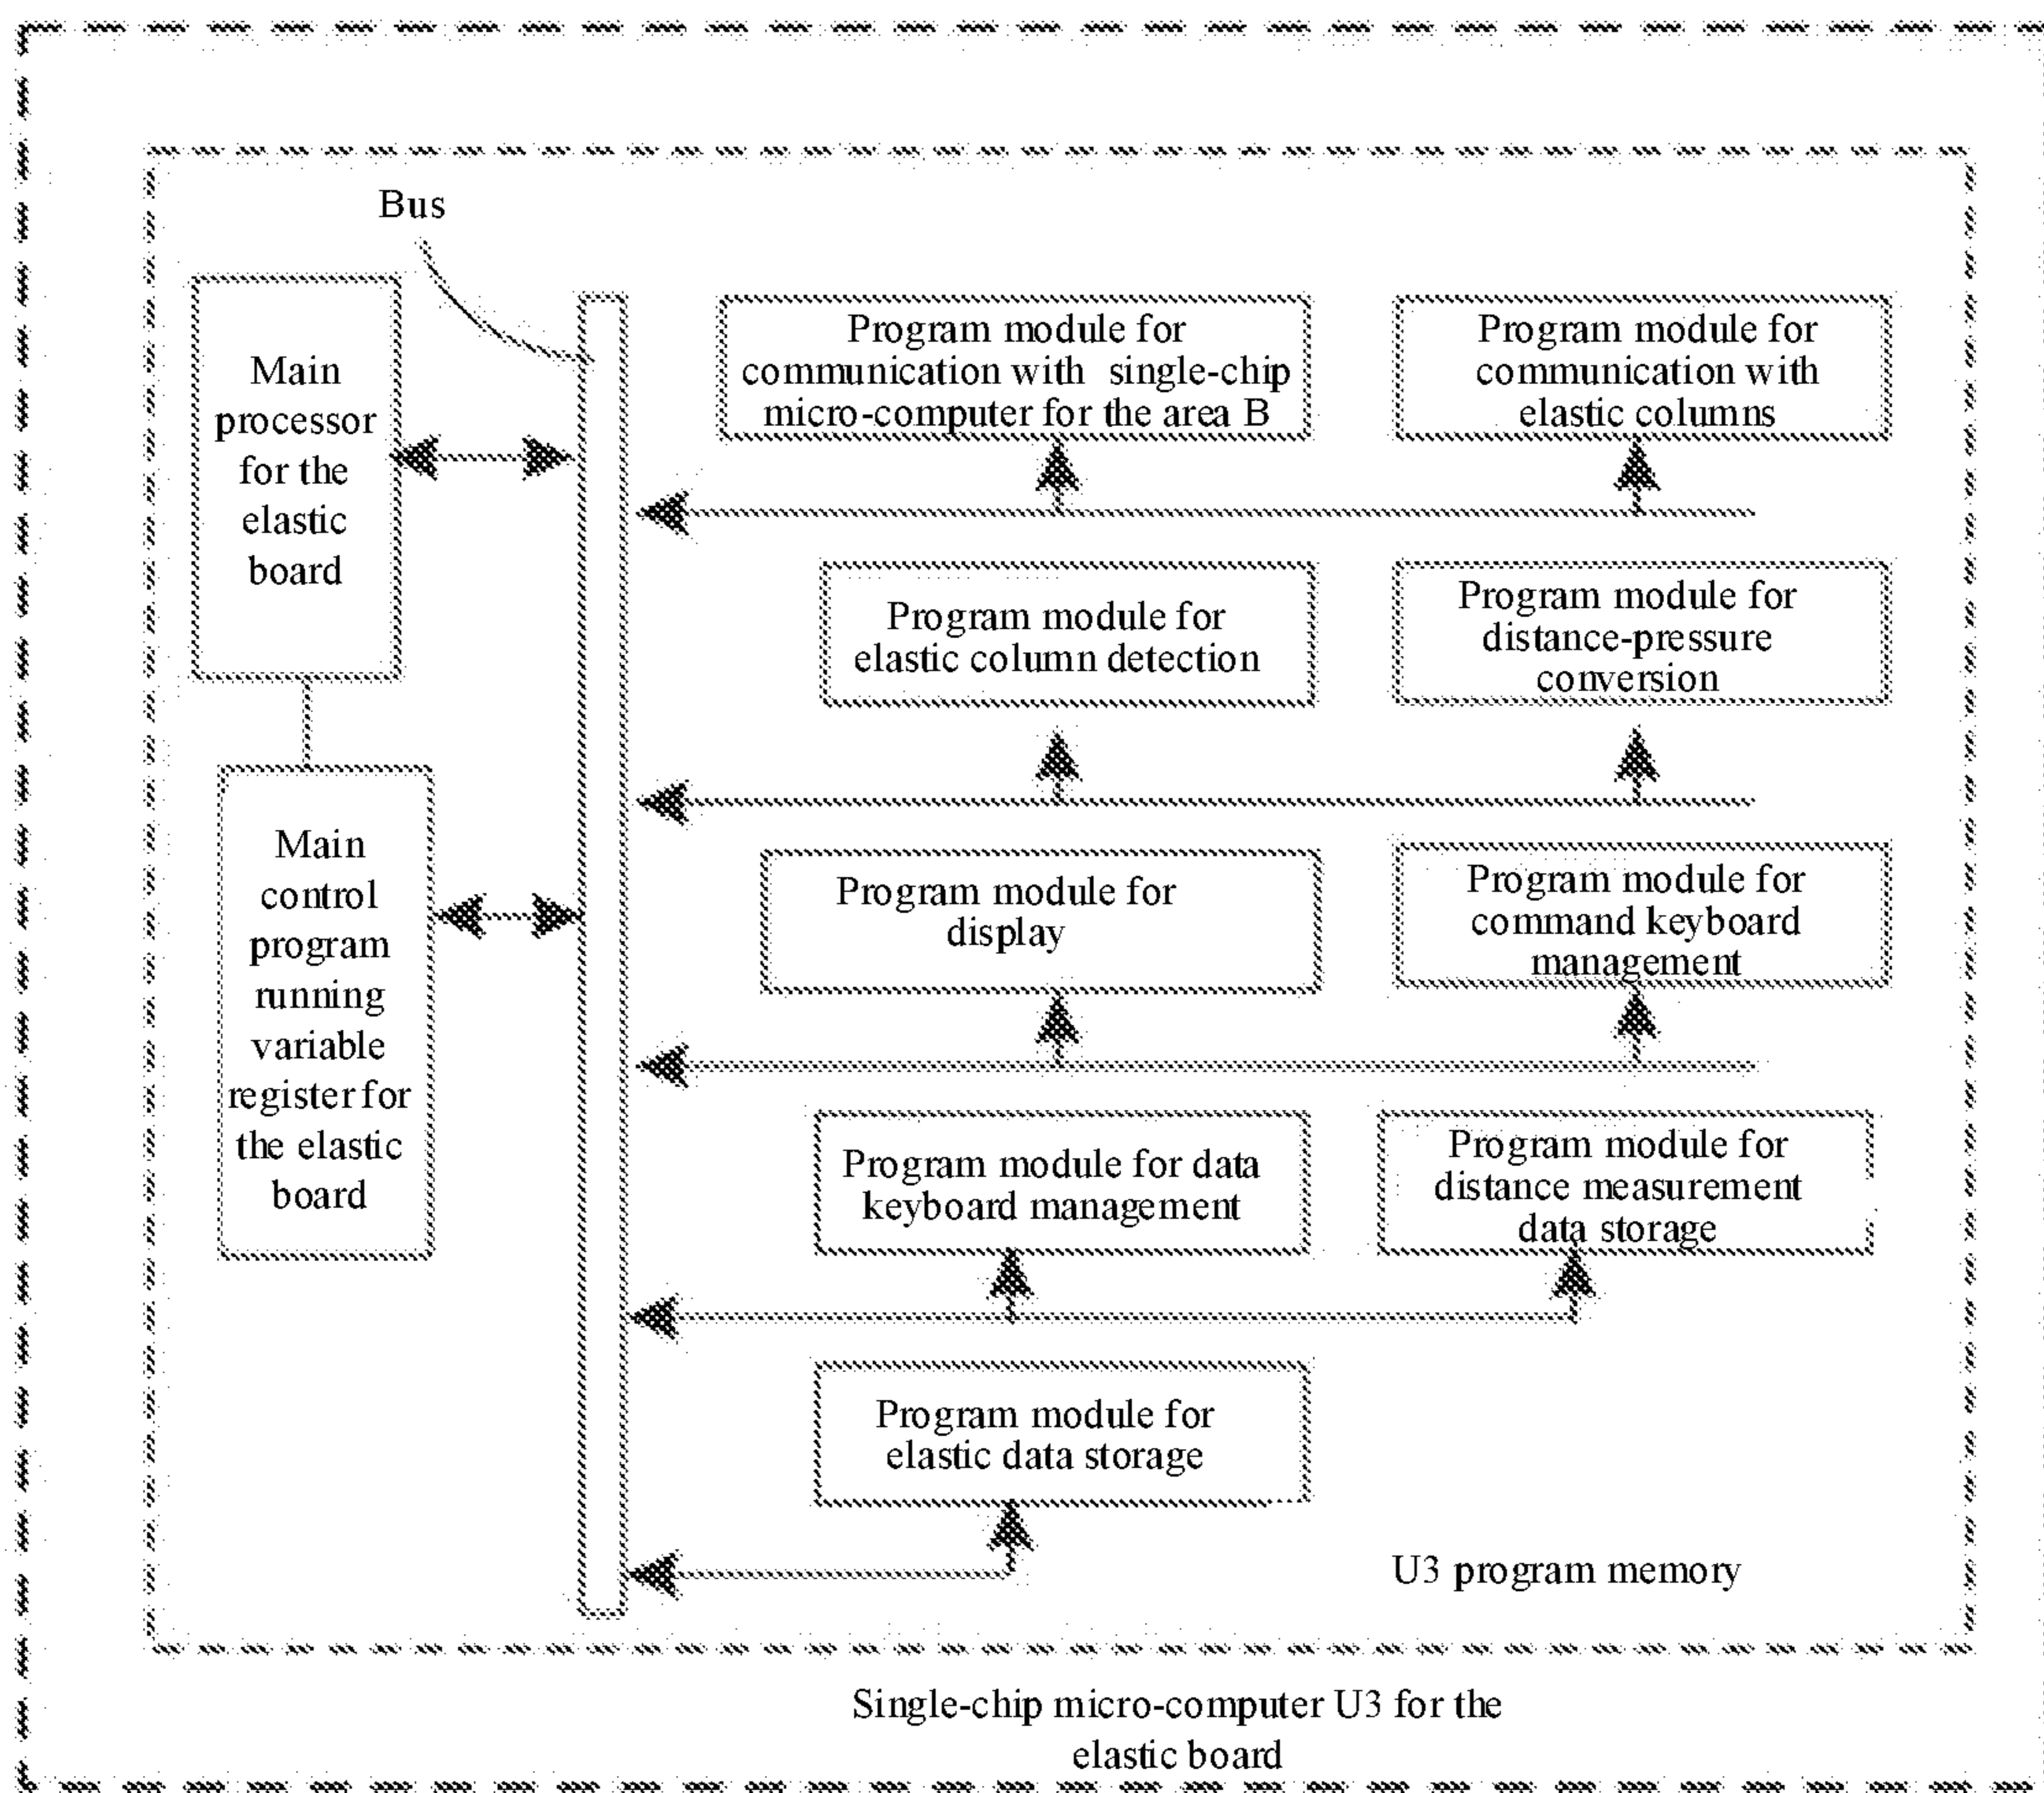 Bus
Main
processor
for the
elastic
board
Main
control
program
running
variable
register for
the elastic
board
Program module for
communication with single-chip
micro-computer for the area B
Program module for
communication with
elastic columns
Program module for
elastic column detection
Program module for
distance-pressure
conversion
Program module for
display
Program module for
command keyboard
management
Program module for data
keyboard management
Program module for
distance measurement
data storage
Program module for
elastic data storage
U3 program memory
Single-chip micro-computer U3 for the
elastic board